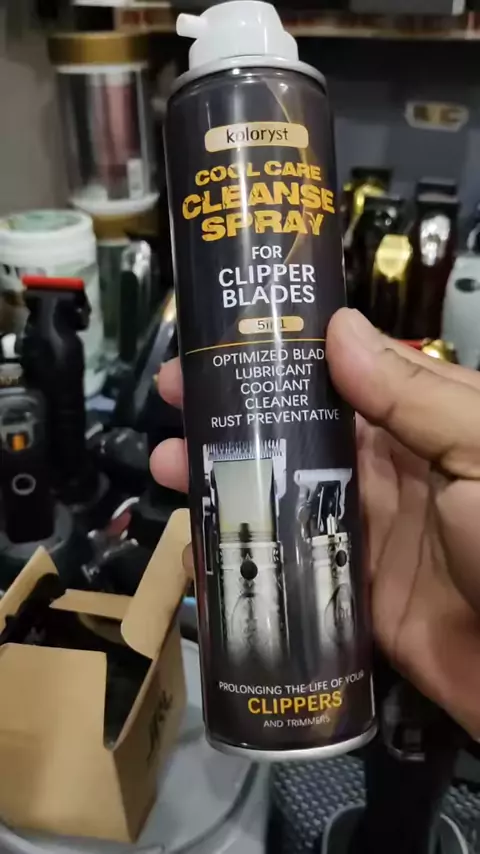 koloryst
COOL CARE
CLEANSE
SPRAY
FOR
CLIPPER
BLADES
5in1
OPTIMIZED BLAD
LUBRICANT
COOLANT
CLEANER
RUST PREVENTATIVE
PROLONGING THE LIFE OF YOUR
CLIPPERS
AND TRIMMERS
JRL